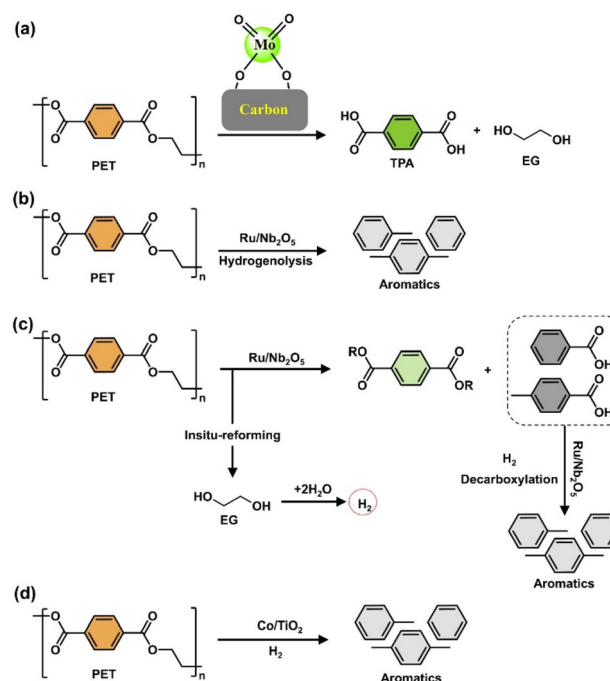 (a)
O
O
Mo
O
O
Carbon
O
O
O
O
n
PET
HO
O
O
OH
TPA
+
HO
OH
EG
(b)
O
O
O
O
n
PET
Ru/Nb₂O₅
Hydrogenolysis
Aromatics
(c)
O
O
O
O
n
PET
Ru/Nb₂O₅
Insitu-reforming
HO
OH
EG
+2H₂O
H₂
RO
O
O
OR
+
O
OH
O
OH
H₂
Decarboxylation
Ru/Nb₂O₅
Aromatics
(d)
O
O
O
O
n
PET
Co/TiO₂
H₂
Aromatics